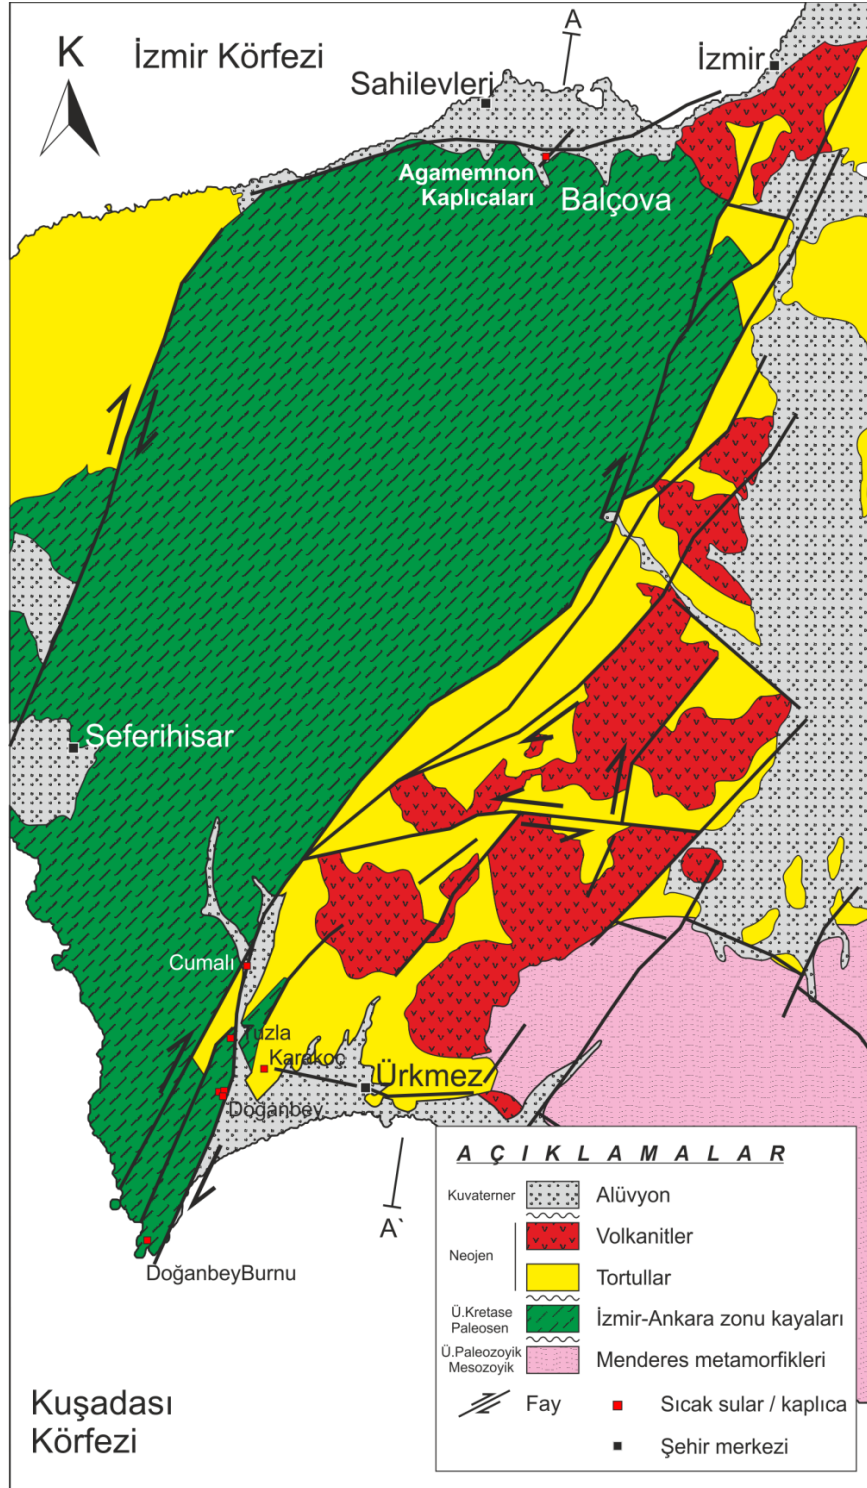 A
K
İzmir Körfezi
İzmir
Sahilevleri
Agamemnon
Kaplıcaları
Balçova
Seferihisar
Cumalı
Tuzla
Karakoç
Ürkmez
Doğanbey
A`
DoğanbeyBurnu
Kuşadası
Körfezi
AÇIKLAMALAR
Kuvaterner
Alüvyon
Volkanitler
Neojen
Tortullar
Ü.Kretase
Paleosen
İzmir-Ankara zonu kayaları
Ü.Paleozoyik
Mesozoyik
Menderes metamorfikleri
Fay
Sıcak sular / kaplıca
Şehir merkezi